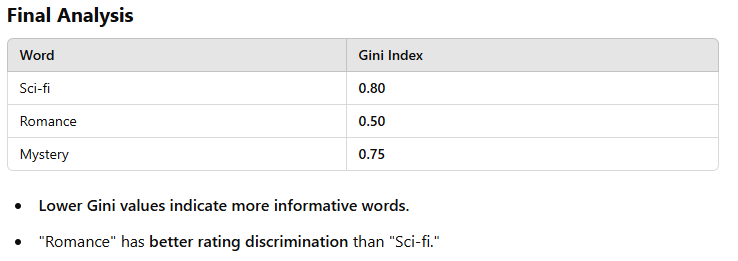 Final Analysis
Word Gini Index
Sci-fi 0.80
Romance 0.50
Mystery 0.75
Lower Gini values indicate more informative words.
"Romance" has better rating discrimination than "Sci-fi."